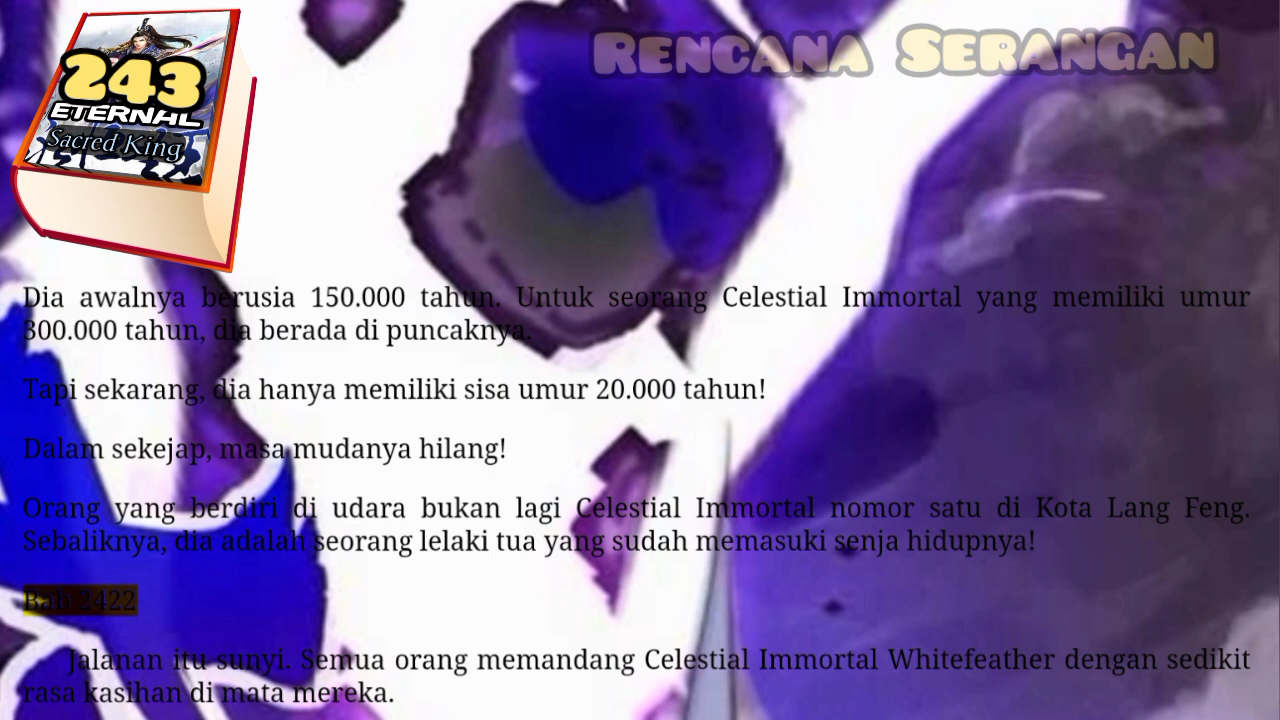 Rencana Serangan
243
ETERNAL
Sacred King
Dia awalnya berusia 150.000 tahun. Untuk seorang Celestial Immortal yang memiliki umur
300.000 tahun, dia berada di puncaknya.
Tapi sekarang, dia hanya memiliki sisa umur 20.000 tahun!
Dalam sekejap, masa mudanya hilang!
Orang yang berdiri di udara bukan lagi Celestial Immortal nomor satu di Kota Lang Feng.
Sebaliknya, dia adalah seorang lelaki tua yang sudah memasuki senja hidupnya!
Bab 2422
Jalanan itu sunyi. Semua orang memandang Celestial Immortal Whitefeather dengan sedikit
rasa kasihan di mata mereka.